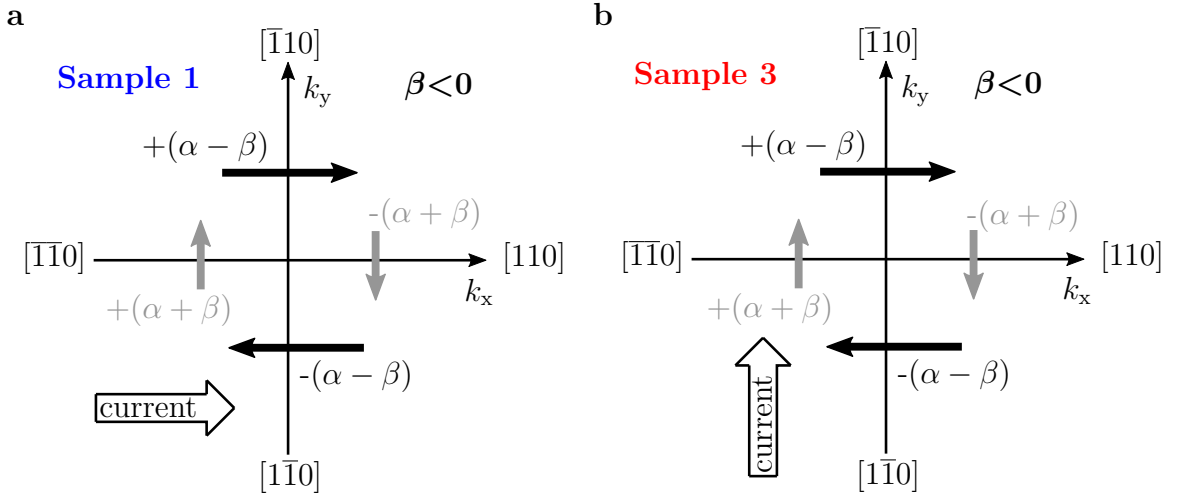 a
[1̅10]
Sample 1
β<0
k_y
+(α − β)
-(α + β)
[1̅1̅0]
[110]
k_x
+(α + β)
-(α − β)
current
[11̅0]
b
[1̅10]
Sample 3
β<0
k_y
+(α − β)
-(α + β)
[1̅1̅0]
[110]
k_x
+(α + β)
-(α − β)
current
[11̅0]